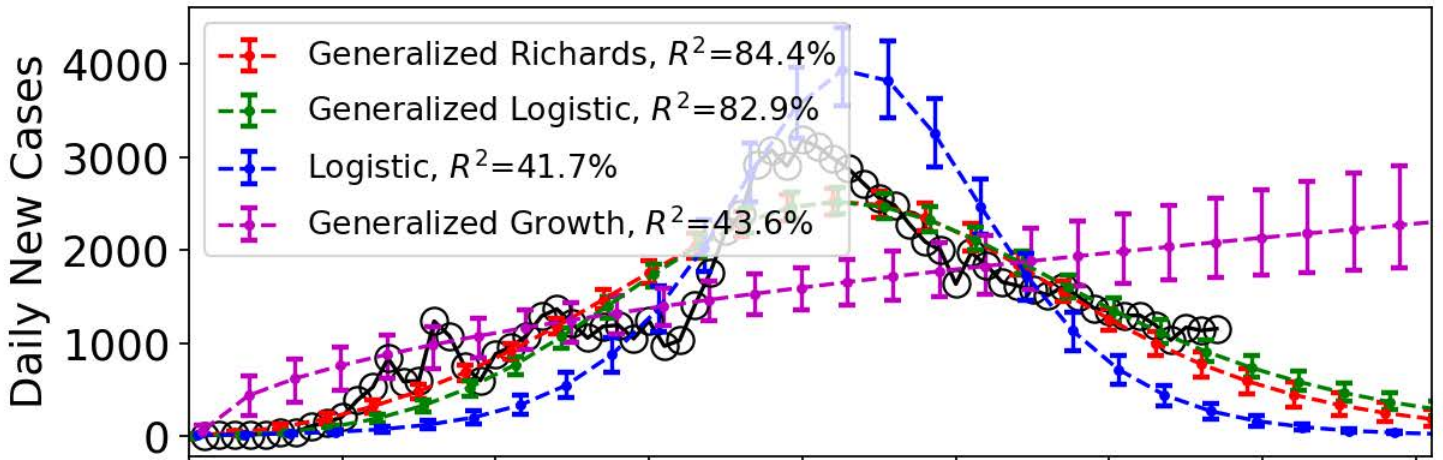 Daily New Cases
4000
3000
2000
1000
0
Generalized Richards, R²=84.4%
Generalized Logistic, R²=82.9%
Logistic, R²=41.7%
Generalized Growth, R²=43.6%